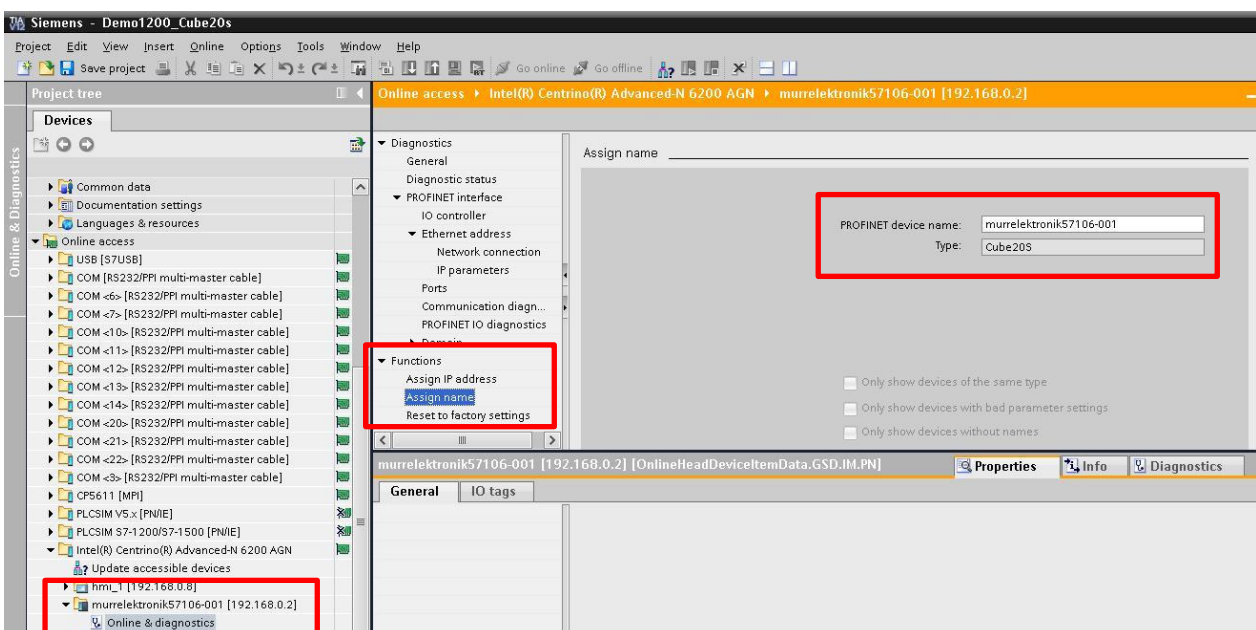 Siemens - Demo1200_Cube20s
Project Edit View Insert Online Options Tools Window Help
Save project Go online Go offline
Project tree
Devices
Online & Diagnostics
Common data
Documentation settings
Languages & resources
Online access
USB [S7USB]
COM [RS232/PPI multi-master cable]
COM <6> [RS232/PPI multi-master cable]
COM <7> [RS232/PPI multi-master cable]
COM <10> [RS232/PPI multi-master cable]
COM <11> [RS232/PPI multi-master cable]
COM <12> [RS232/PPI multi-master cable]
COM <13> [RS232/PPI multi-master cable]
COM <14> [RS232/PPI multi-master cable]
COM <20> [RS232/PPI multi-master cable]
COM <21> [RS232/PPI multi-master cable]
COM <22> [RS232/PPI multi-master cable]
COM <3> [RS232/PPI multi-master cable]
CP5611 [MPI]
PLCSIM V5.x [PN/IE]
PLCSIM S7-1200/S7-1500 [PN/IE]
Intel(R) Centrino(R) Advanced-N 6200 AGN
Update accessible devices
hmi_1 [192.168.0.8]
murrelektronik57106-001 [192.168.0.2]
Online & diagnostics
Online access Intel(R) Centrino(R) Advanced-N 6200 AGN murrelektronik57106-001 [192.168.0.2]
Diagnostics
General
Diagnostic status
PROFINET interface
IO controller
Ethernet address
Network connection
IP parameters
Ports
Communication diagn...
PROFINET IO diagnostics
Domain
Functions
Assign IP address
Assign name
Reset to factory settings
Assign name
PROFINET device name: murrelektronik57106-001
Type: Cube20S
Only show devices of the same type
Only show devices with bad parameter settings
Only show devices without names
murrelektronik57106-001 [192.168.0.2] [OnlineHeadDeviceItemData.GSD.IM.PN]
Properties Info Diagnostics
General IO tags